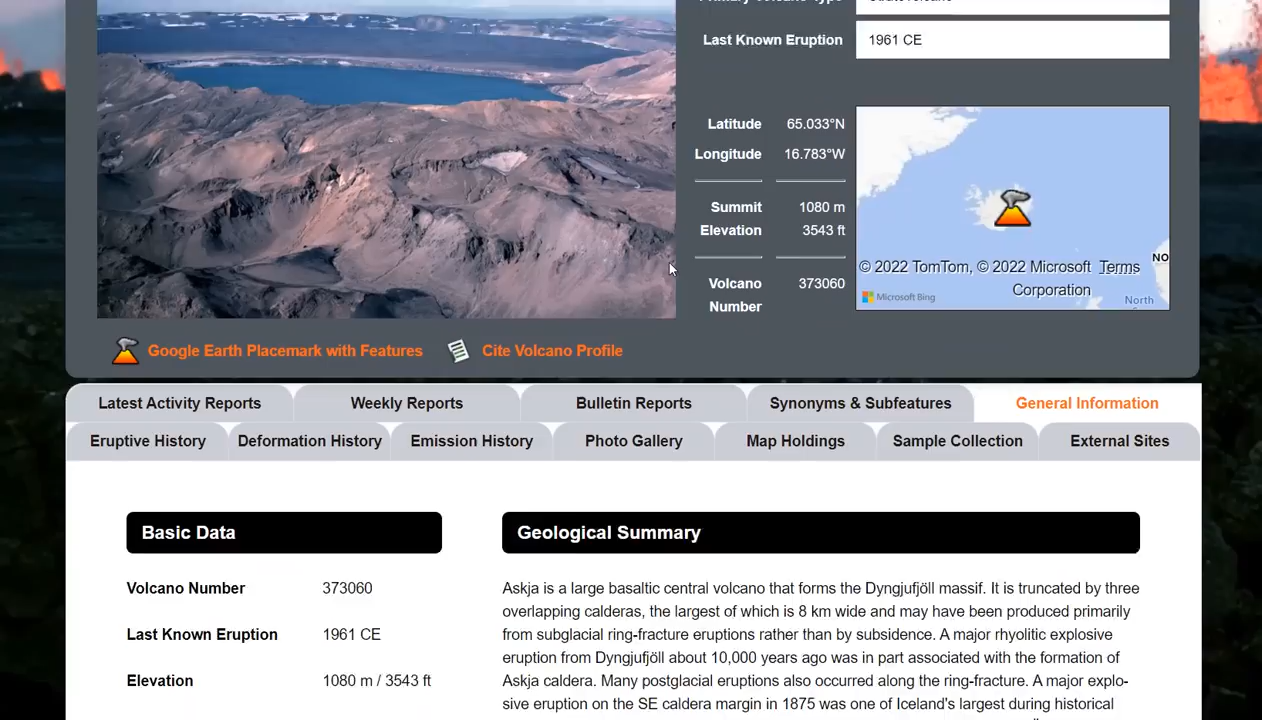 Last Known Eruption 1961 CE
Latitude 65.033°N
Longitude 16.783°W
Summit 1080 m
Elevation 3543 ft
Volcano 373060
Number
© 2022 TomTom, © 2022 Microsoft Terms
Corporation
NO
Microsoft Bing
North
Google Earth Placemark with Features Cite Volcano Profile
Latest Activity Reports Weekly Reports Bulletin Reports Synonyms & Subfeatures General Information
Eruptive History Deformation History Emission History Photo Gallery Map Holdings Sample Collection External Sites
Basic Data
Volcano Number 373060
Last Known Eruption 1961 CE
Elevation 1080 m / 3543 ft
Geological Summary
Askja is a large basaltic central volcano that forms the Dyngjufjöll massif. It is truncated by three
overlapping calderas, the largest of which is 8 km wide and may have been produced primarily
from subglacial ring-fracture eruptions rather than by subsidence. A major rhyolitic explosive
eruption from Dyngjufjöll about 10,000 years ago was in part associated with the formation of
Askja caldera. Many postglacial eruptions also occurred along the ring-fracture. A major explo-
sive eruption on the SE caldera margin in 1875 was one of Iceland's largest during historical